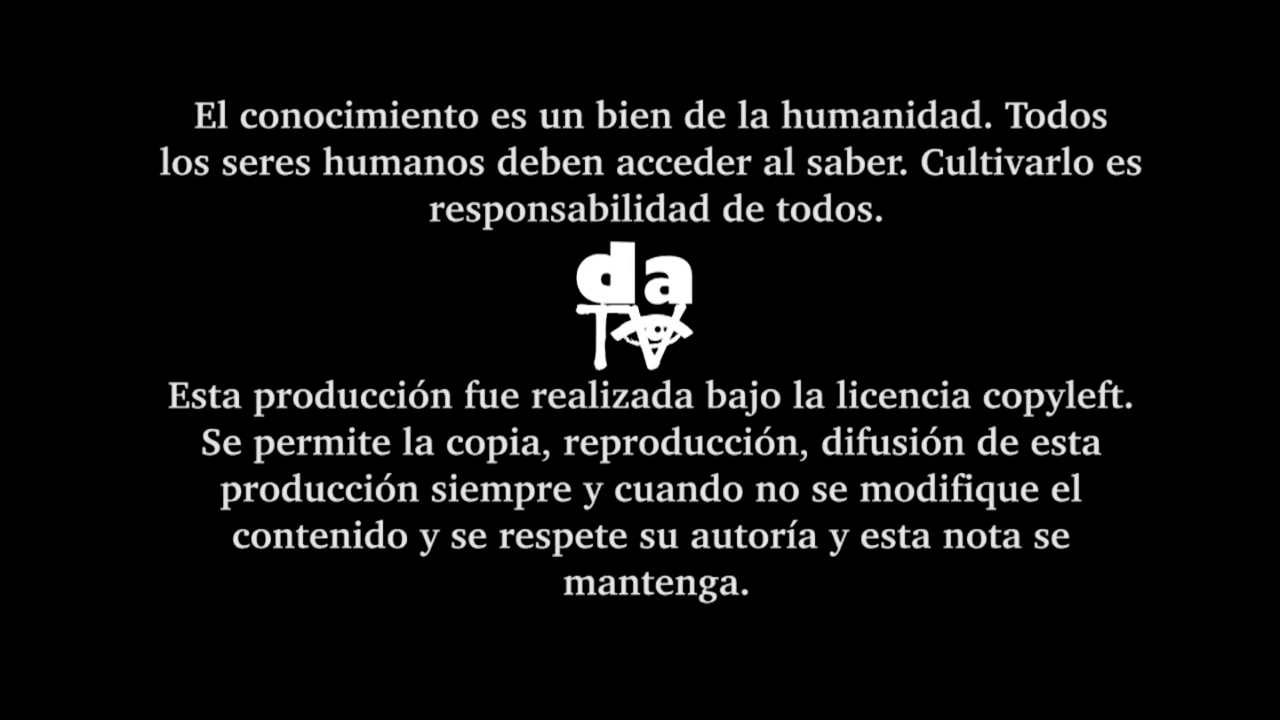 El conocimiento es un bien de la humanidad. Todos
los seres humanos deben acceder al saber. Cultivarlo es
responsabilidad de todos.
da
TV
Esta producción fue realizada bajo la licencia copyleft.
Se permite la copia, reproducción, difusión de esta
producción siempre y cuando no se modifique el
contenido y se respete su autoría y esta nota se
mantenga.